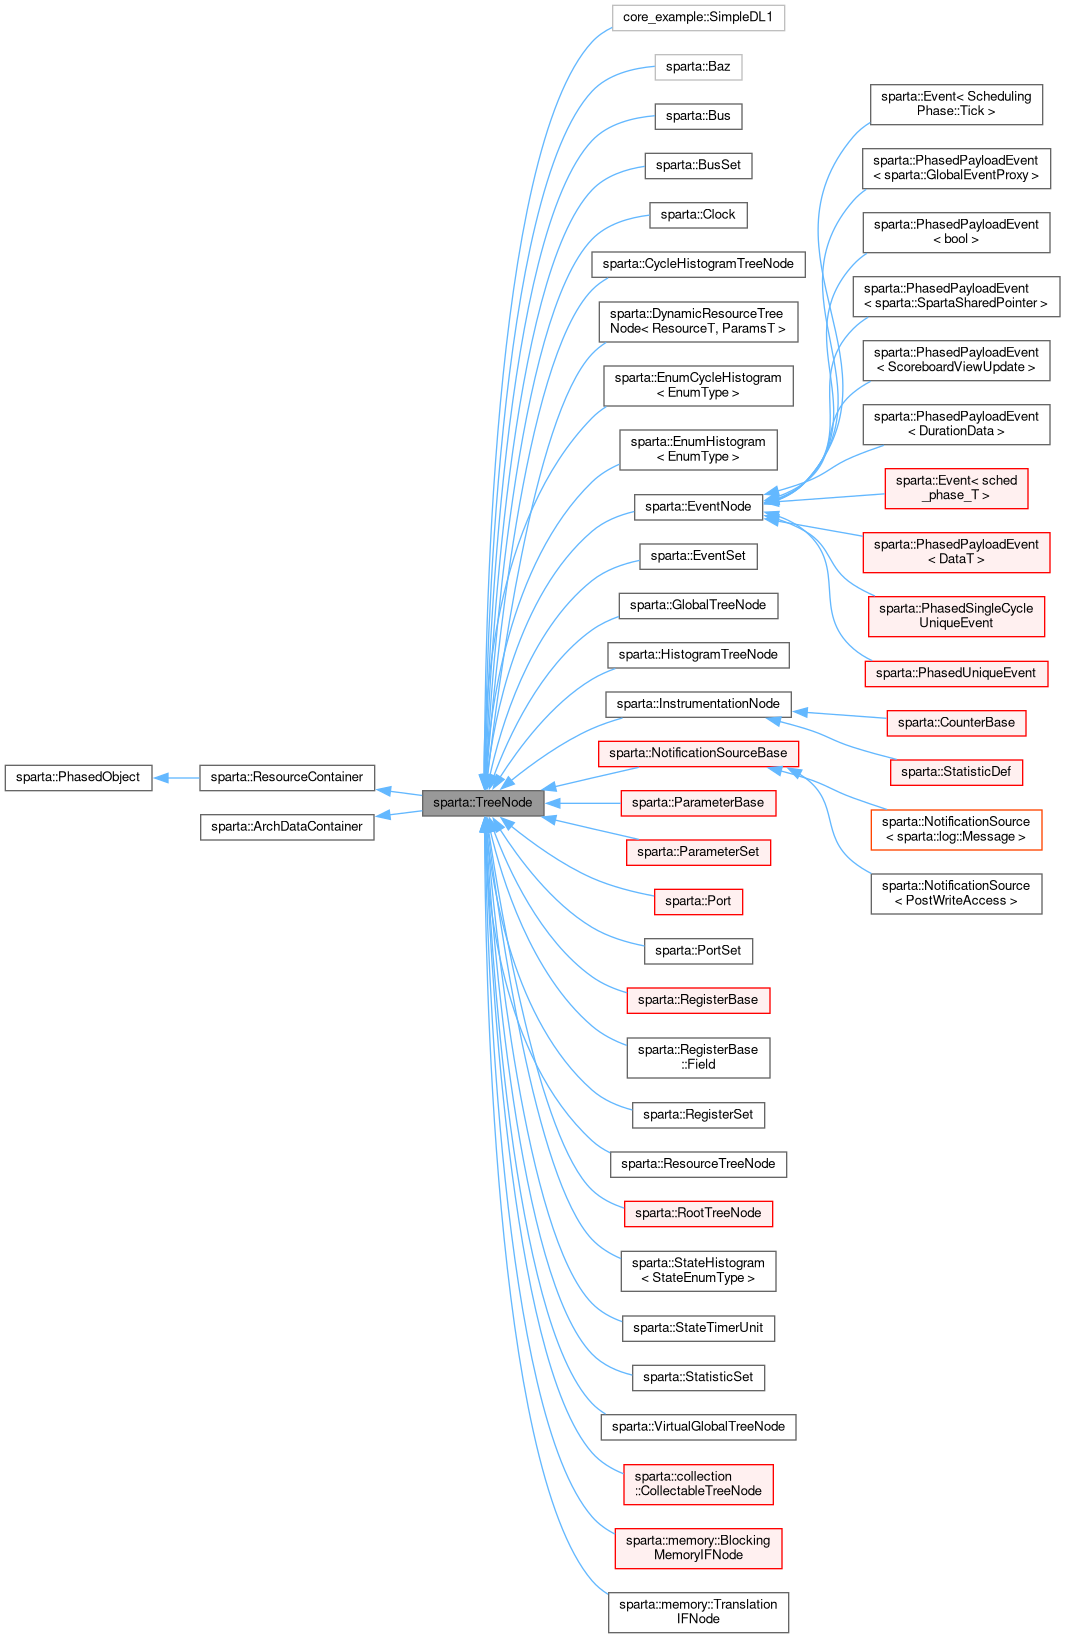 core_example::SimpleDL1
sparta::Baz
sparta::Bus
sparta::BusSet
sparta::Clock
sparta::CycleHistogramTreeNode
sparta::DynamicResourceTree
Node< ResourceT, ParamsT >
sparta::EnumCycleHistogram
< EnumType >
sparta::EnumHistogram
< EnumType >
sparta::EventNode
sparta::EventSet
sparta::GlobalTreeNode
sparta::HistogramTreeNode
sparta::InstrumentationNode
sparta::NotificationSourceBase
sparta::ParameterBase
sparta::ParameterSet
sparta::Port
sparta::PortSet
sparta::RegisterBase
sparta::RegisterBase
::Field
sparta::RegisterSet
sparta::ResourceTreeNode
sparta::RootTreeNode
sparta::StateHistogram
< StateEnumType >
sparta::StateTimerUnit
sparta::StatisticSet
sparta::VirtualGlobalTreeNode
sparta::collection
::CollectableTreeNode
sparta::memory::Blocking
MemoryIFNode
sparta::memory::Translation
IFNode
sparta::Event< Scheduling
Phase::Tick >
sparta::PhasedPayloadEvent
< sparta::GlobalEventProxy >
sparta::PhasedPayloadEvent
< bool >
sparta::PhasedPayloadEvent
< sparta::SpartaSharedPointer >
sparta::PhasedPayloadEvent
< ScoreboardViewUpdate >
sparta::PhasedPayloadEvent
< DurationData >
sparta::Event< sched
_phase_T >
sparta::PhasedPayloadEvent
< DataT >
sparta::PhasedSingleCycle
UniqueEvent
sparta::PhasedUniqueEvent
sparta::CounterBase
sparta::StatisticDef
sparta::NotificationSource
< sparta::log::Message >
sparta::NotificationSource
< PostWriteAccess >
sparta::PhasedObject
sparta::ResourceContainer
sparta::ArchDataContainer
sparta::TreeNode